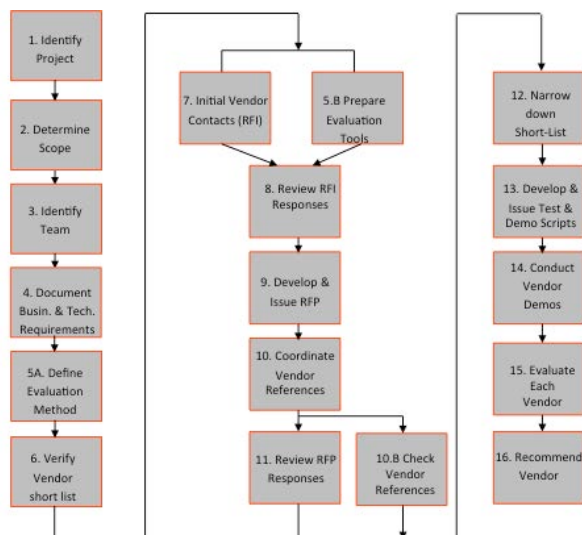 1. Identify
Project
2. Determine
Scope
3. Identify
Team
4. Document
Busin. & Tech.
Requirements
5A. Define
Evaluation
Method
6. Verify
Vendor
short list
7. Initial Vendor
Contacts (RFI)
5.B Prepare
Evaluation
Tools
8. Review RFI
Responses
9. Develop &
Issue RFP
10. Coordinate
Vendor
References
11. Review RFP
Responses
10.B Check
Vendor
References
12. Narrow
down
Short-List
13. Develop &
Issue Test &
Demo Scripts
14. Conduct
Vendor
Demos
15. Evaluate
Each
Vendor
16. Recommend
Vendor